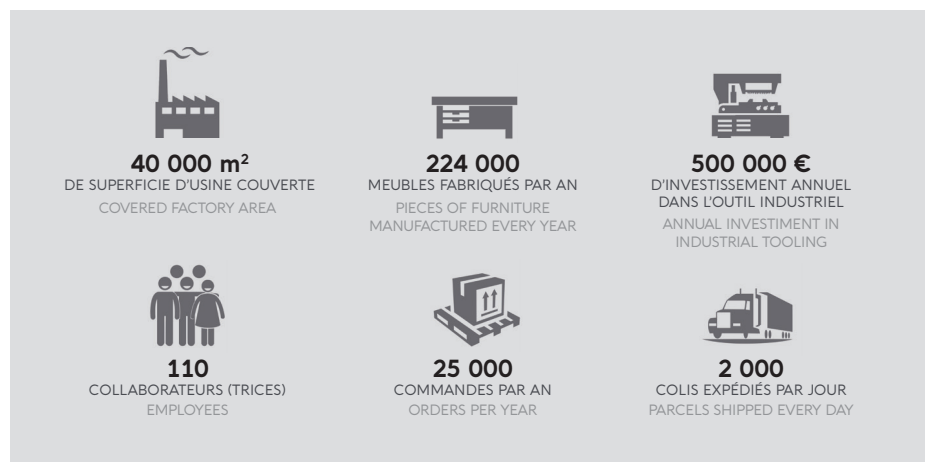 40 000 m²
DE SUPERFICIE D'USINE COUVERTE
COVERED FACTORY AREA
224 000
MEUBLES FABRIQUÉS PAR AN
PIECES OF FURNITURE
MANUFACTURED EVERY YEAR
500 000 €
D'INVESTISSEMENT ANNUEL
DANS L'OUTIL INDUSTRIEL
ANNUAL INVESTIMENT IN
INDUSTRIAL TOOLING
110
COLLABORATEURS (TRICES)
EMPLOYEES
25 000
COMMANDES PAR AN
ORDERS PER YEAR
2 000
COLIS EXPÉDIÉS PAR JOUR
PARCELS SHIPPED EVERY DAY